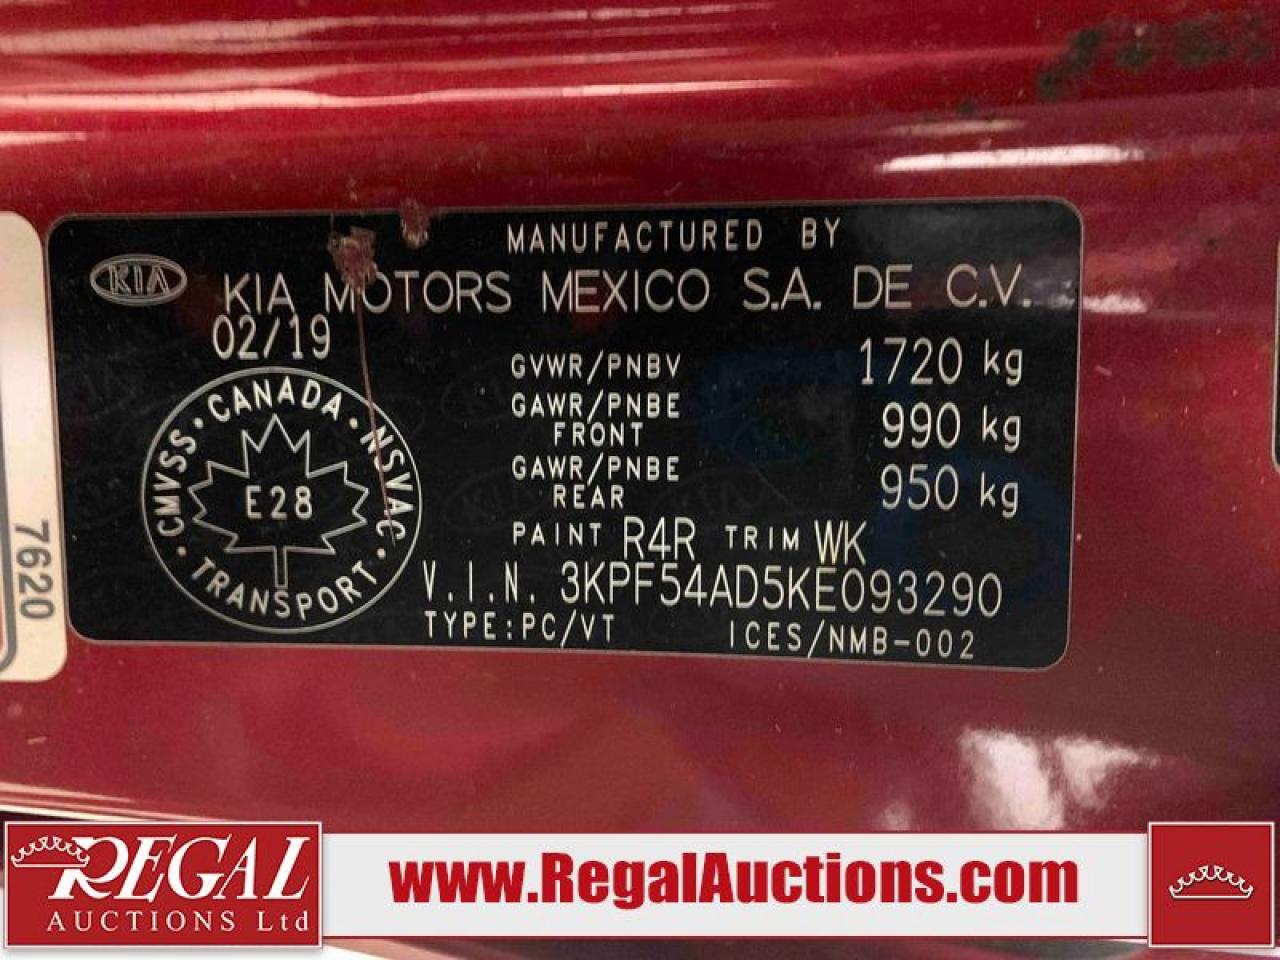 MANUFACTURED BY
KIA
KIA MOTORS MEXICO S.A. DE C.V.
02/19
GVWR/PNBV 1720 kg
GAWR/PNBE FRONT 990 kg
GAWR/PNBE REAR 950 kg
CMVSS · CANADA · NSVAC · TRANSPORT ·
E28
PAINT R4R TRIM WK
V.I.N. 3KPF54AD5KE093290
TYPE:PC/VT ICES/NMB-002
7620
REGAL
AUCTIONS Ltd
www.RegalAuctions.com